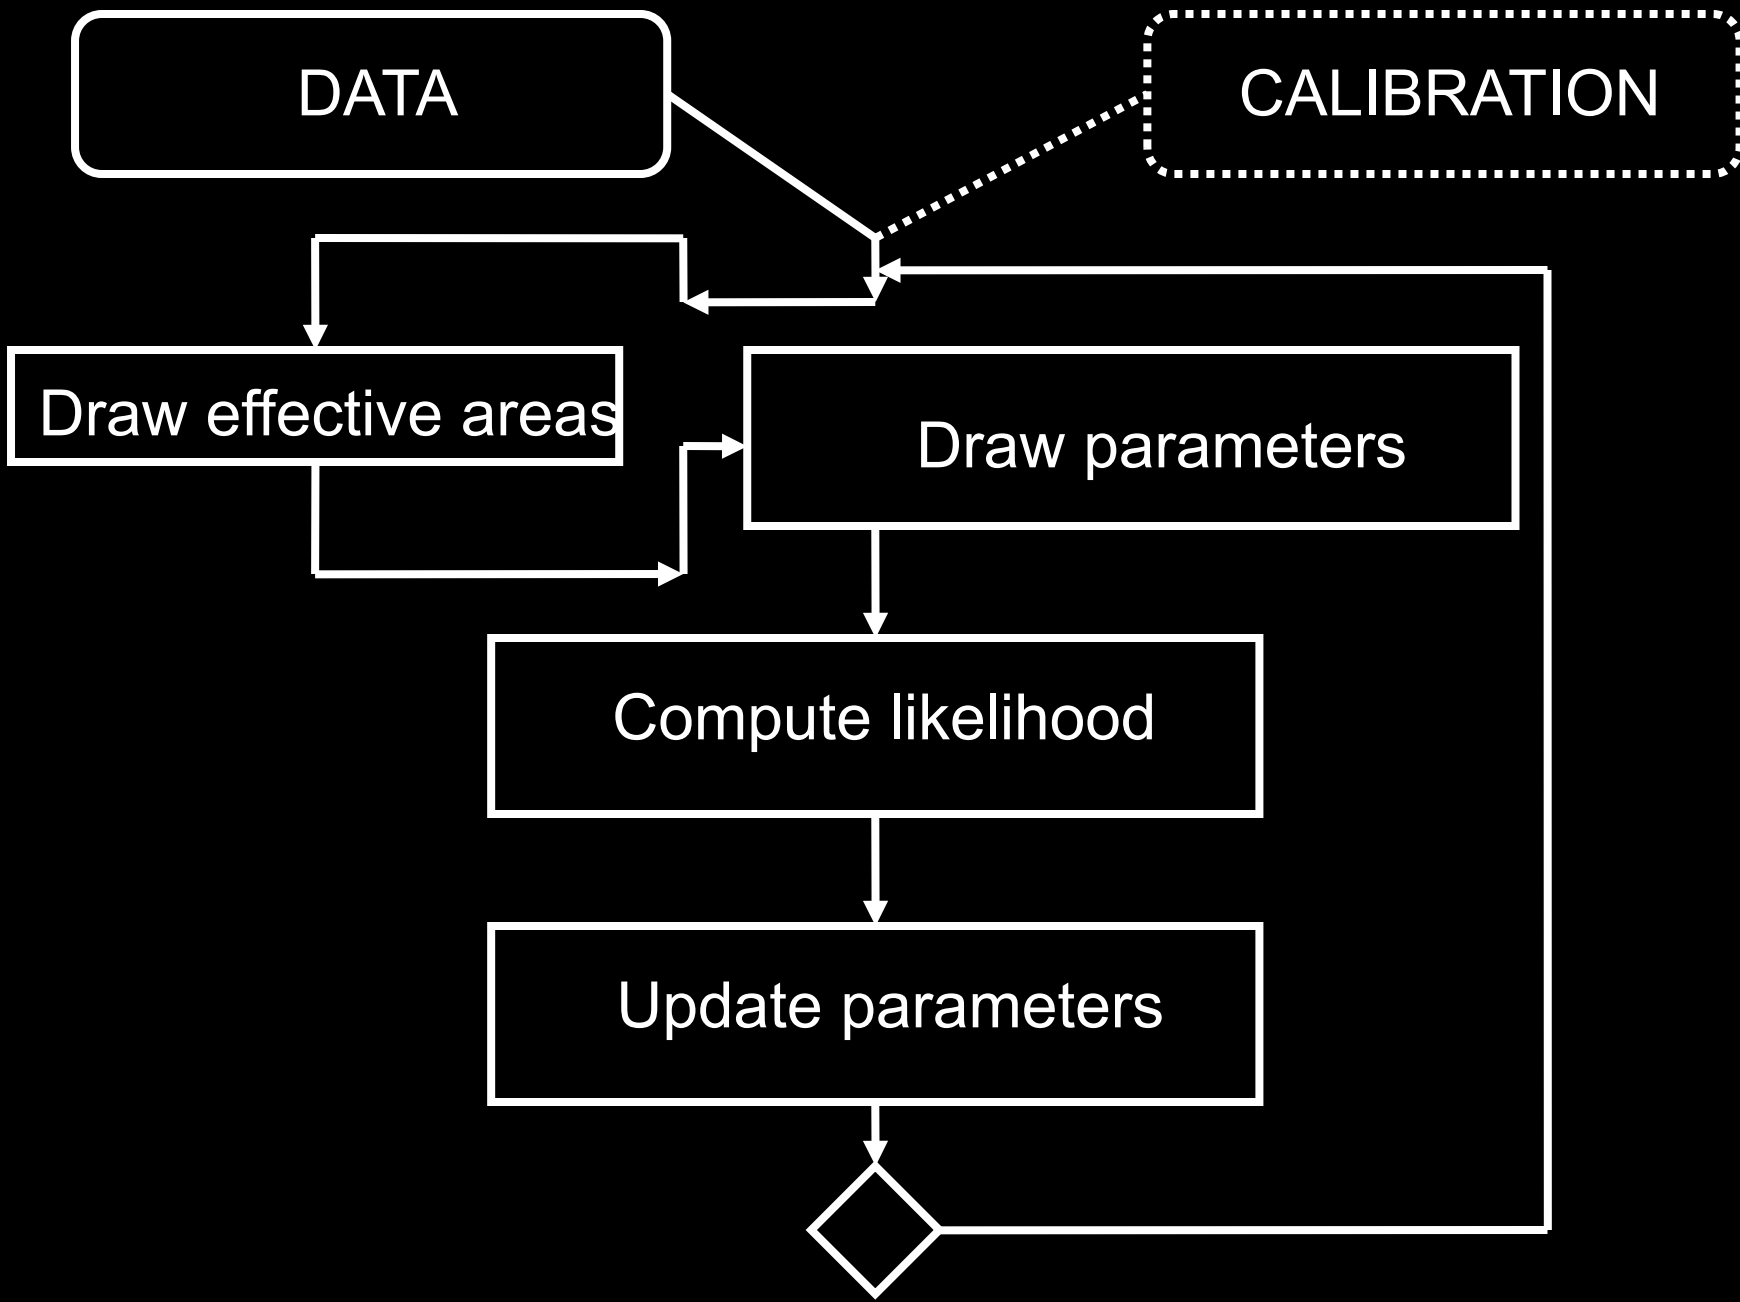 DATA
CALIBRATION
Draw effective areas
Draw parameters
Compute likelihood
Update parameters